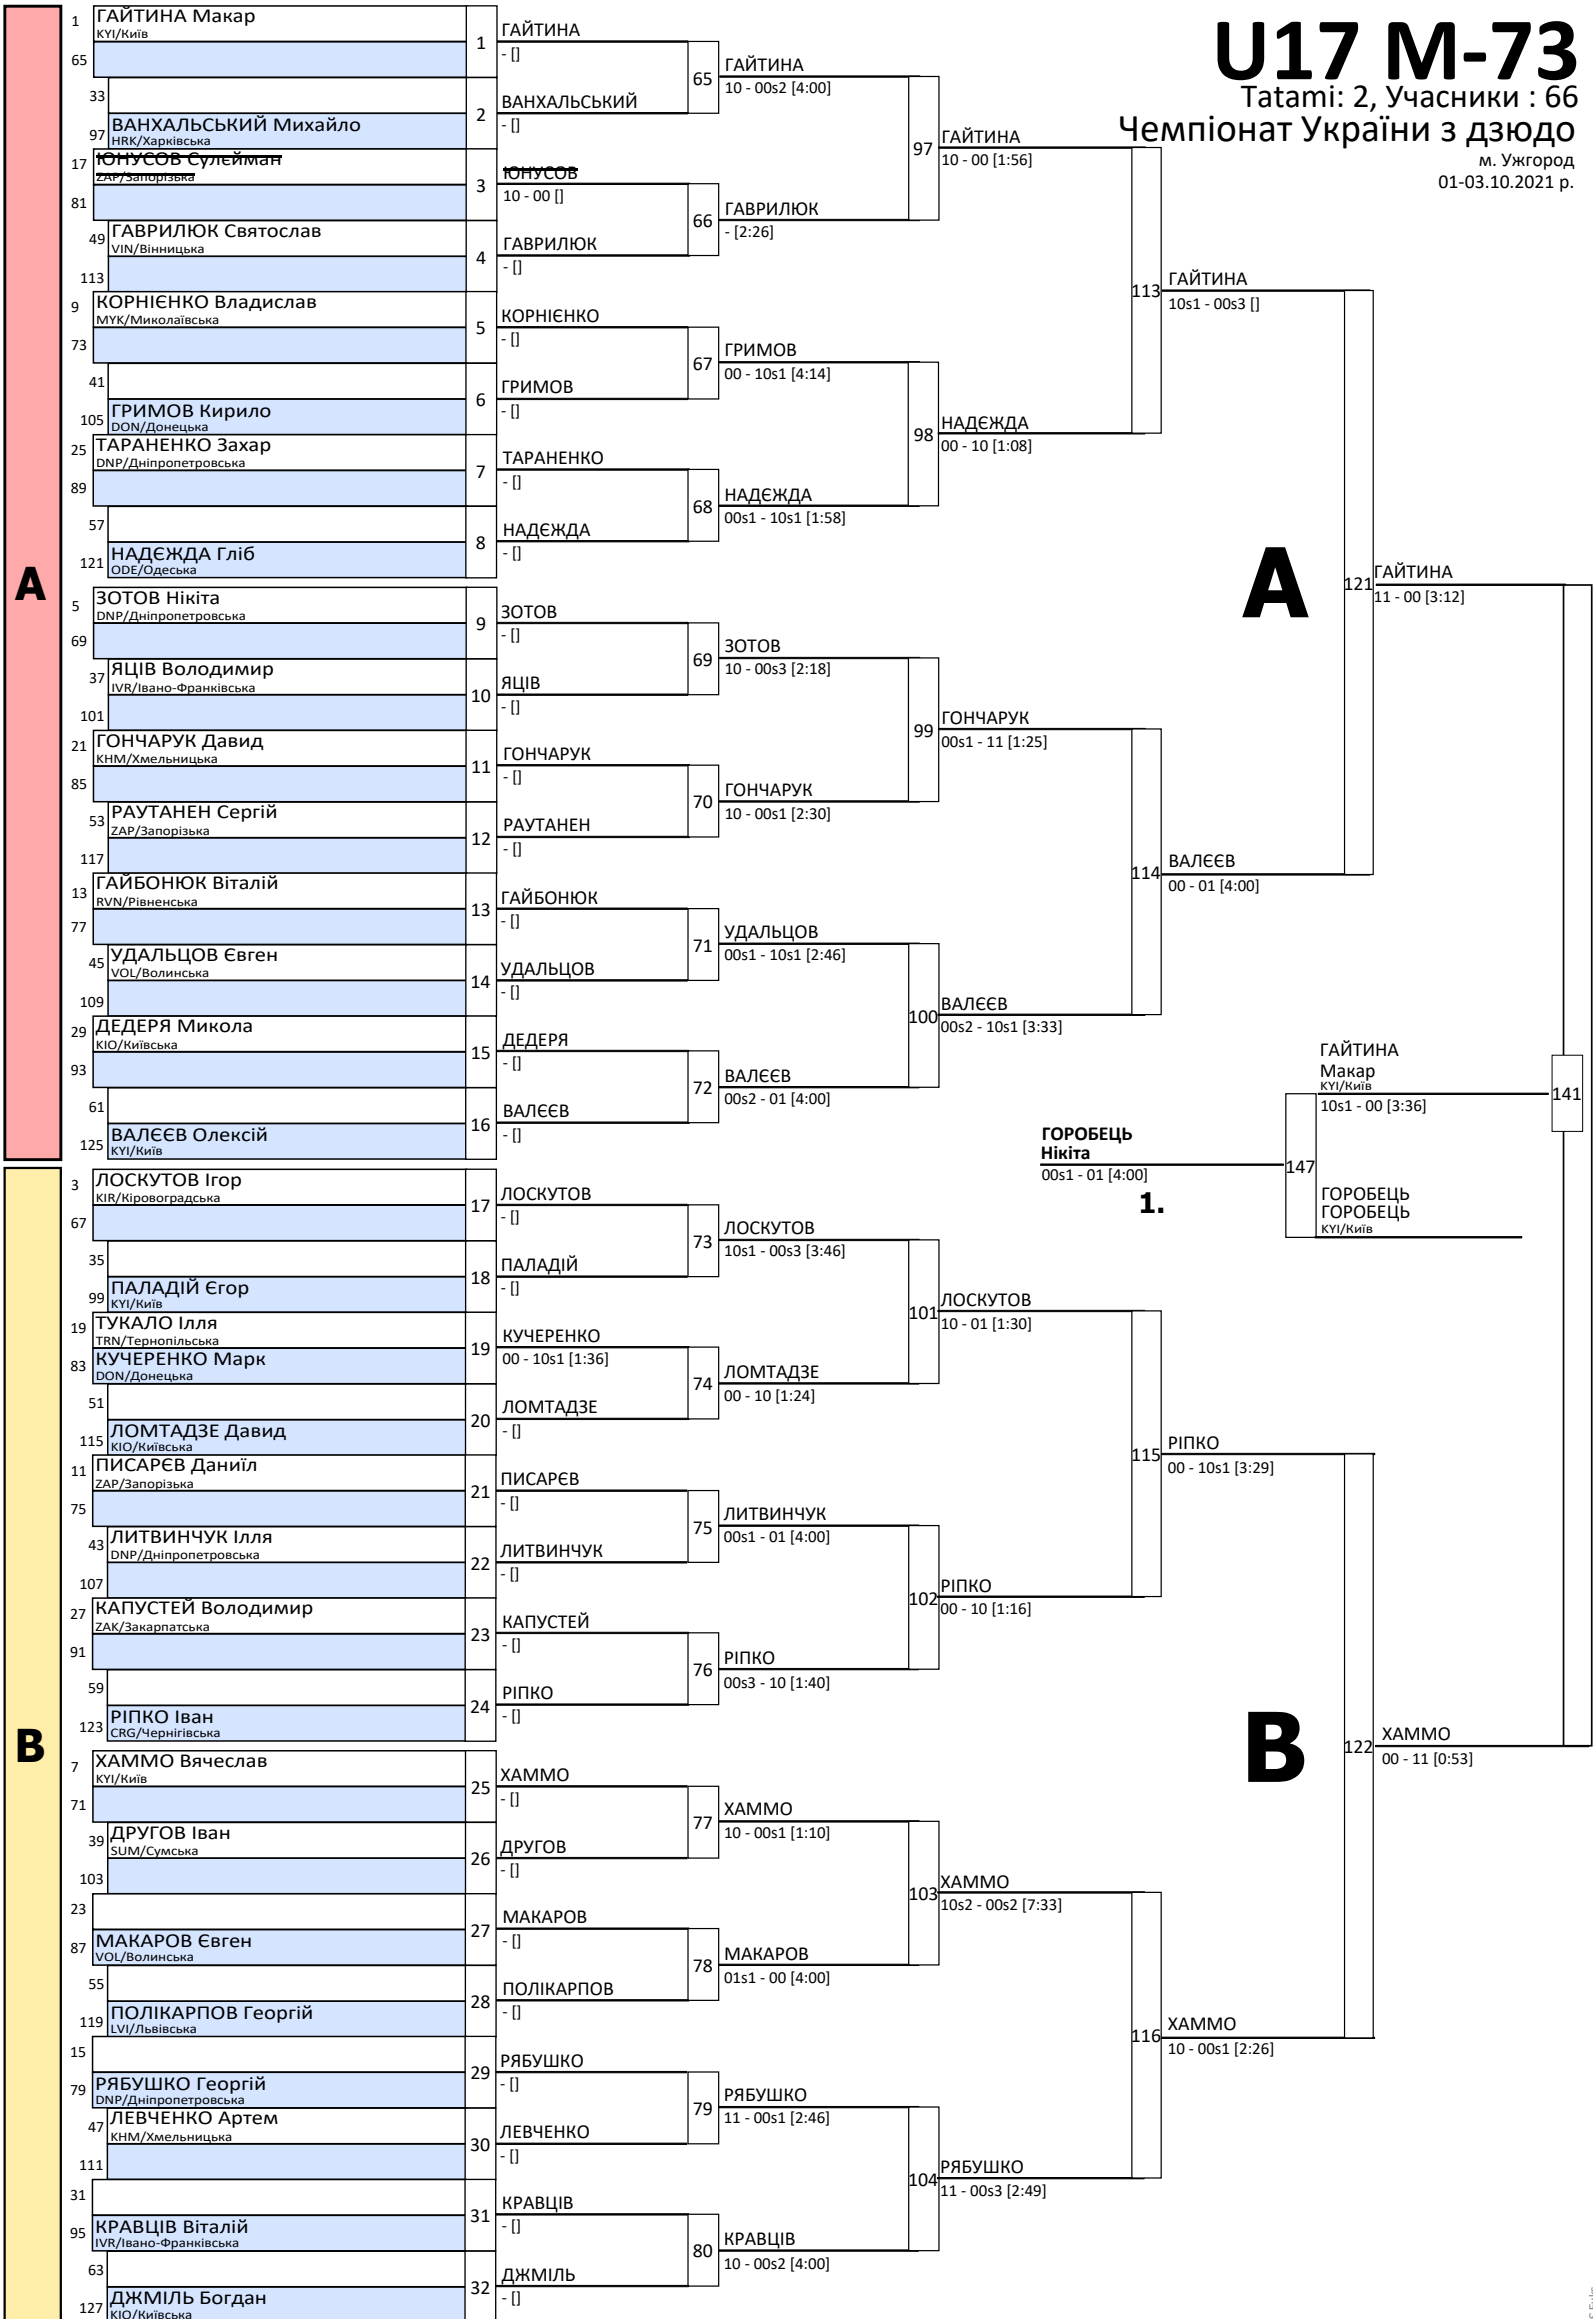 U17 M-73
Tatami: 2, Учасники : 66
Чемпіонат України з дзюдо
м. Ужгород
01-03.10.2021 р.
A
1 ГАЙТИНА Макар
KYI/Київ
65
1
33
97 ВАНХАЛЬСЬКИЙ Михайло
HRK/Харківська
2
17 ЮНУСОВ Сулєйман
ZAP/Запорізька
81
3
49 ГАВРИЛЮК Святослав
VIN/Вінницька
113
4
9 КОРНІЄНКО Владислав
MYK/Миколаївська
73
5
41
105 ГРИМОВ Кирило
DON/Донецька
6
25 ТАРАНЕНКО Захар
DNP/Дніпропетровська
89
7
57
121 НАДЄЖДА Гліб
ODE/Одеська
8
5 ЗОТОВ Нікіта
DNP/Дніпропетровська
69
9
37 ЯЦІВ Володимир
IVR/Івано-Франківська
101
10
21 ГОНЧАРУК Давид
KHM/Хмельницька
85
11
53 РАУТАНЕН Сергій
ZAP/Запорізька
117
12
13 ГАЙБОНЮК Віталій
RVN/Рівненська
77
13
45 УДАЛЬЦОВ Євген
VOL/Волинська
109
14
29 ДЕДЕРЯ Микола
KIO/Київська
93
15
61
125 ВАЛЄЄВ Олексій
KYI/Київ
16
B
3 ЛОСКУТОВ Ігор
KIR/Кіровоградська
67
17
35
99 ПАЛАДІЙ Єгор
KYI/Київ
18
19 ТУКАЛО Ілля
TRN/Тернопільська
83 КУЧЕРЕНКО Марк
DON/Донецька
19
51
115 ЛОМТАДЗЕ Давид
KIO/Київська
20
11 ПИСАРЄВ Даниїл
ZAP/Запорізька
75
21
43 ЛИТВИНЧУК Ілля
DNP/Дніпропетровська
107
22
27 КАПУСТЕЙ Володимир
ZAK/Закарпатська
91
23
59
123 РІПКО Іван
CRG/Чернігівська
24
7 ХАММО Вячеслав
KYI/Київ
71
25
39 ДРУГОВ Іван
SUM/Сумська
103
26
23
87 МАКАРОВ Євген
VOL/Волинська
27
55
119 ПОЛІКАРПОВ Георгій
LVI/Львівська
28
15
79 РЯБУШКО Георгій
DNP/Дніпропетровська
29
47 ЛЕВЧЕНКО Артем
KHM/Хмельницька
111
30
31
95 КРАВЦІВ Віталій
IVR/Івано-Франківська
31
63
127 ДЖМІЛЬ Богдан
KIO/Київська
32
ГАЙТИНА
- []
ВАНХАЛЬСЬКИЙ
- []
ЮНУСОВ
10 - 00 []
ГАВРИЛЮК
- []
КОРНІЄНКО
- []
ГРИМОВ
- []
ТАРАНЕНКО
- []
НАДЄЖДА
- []
ЗОТОВ
- []
ЯЦІВ
- []
ГОНЧАРУК
- []
РАУТАНЕН
- []
ГАЙБОНЮК
- []
УДАЛЬЦОВ
- []
ДЕДЕРЯ
- []
ВАЛЄЄВ
- []
ЛОСКУТОВ
- []
ПАЛАДІЙ
- []
КУЧЕРЕНКО
00 - 10s1 [1:36]
ЛОМТАДЗЕ
- []
ПИСАРЄВ
- []
ЛИТВИНЧУК
- []
КАПУСТЕЙ
- []
РІПКО
- []
ХАММО
- []
ДРУГОВ
- []
МАКАРОВ
- []
ПОЛІКАРПОВ
- []
РЯБУШКО
- []
ЛЕВЧЕНКО
- []
КРАВЦІВ
- []
ДЖМІЛЬ
- []
65 ГАЙТИНА
10 - 00s2 [4:00]
66 ГАВРИЛЮК
- [2:26]
67 ГРИМОВ
00 - 10s1 [4:14]
68 НАДЄЖДА
00s1 - 10s1 [1:58]
69 ЗОТОВ
10 - 00s3 [2:18]
70 ГОНЧАРУК
10 - 00s1 [2:30]
71 УДАЛЬЦОВ
00s1 - 10s1 [2:46]
72 ВАЛЄЄВ
00s2 - 01 [4:00]
73 ЛОСКУТОВ
10s1 - 00s3 [3:46]
74 ЛОМТАДЗЕ
00 - 10 [1:24]
75 ЛИТВИНЧУК
00s1 - 01 [4:00]
76 РІПКО
00s3 - 10 [1:40]
77 ХАММО
10 - 00s1 [1:10]
78 МАКАРОВ
01s1 - 00 [4:00]
79 РЯБУШКО
11 - 00s1 [2:46]
80 КРАВЦІВ
10 - 00s2 [4:00]
97 ГАЙТИНА
10 - 00 [1:56]
98 НАДЄЖДА
00 - 10 [1:08]
99 ГОНЧАРУК
00s1 - 11 [1:25]
100 ВАЛЄЄВ
00s2 - 10s1 [3:33]
101 ЛОСКУТОВ
10 - 01 [1:30]
102 РІПКО
00 - 10 [1:16]
103 ХАММО
10s2 - 00s2 [7:33]
104 РЯБУШКО
11 - 00s3 [2:49]
113 ГАЙТИНА
10s1 - 00s3 []
114 ВАЛЄЄВ
00 - 01 [4:00]
115 РІПКО
00 - 10s1 [3:29]
116 ХАММО
10 - 00s1 [2:26]
A
121 ГАЙТИНА
11 - 00 [3:12]
B
122 ХАММО
00 - 11 [0:53]
141
ГАЙТИНА
Макар
KYI/Київ
10s1 - 00 [3:36]
147
ГОРОБЕЦЬ
ГОРОБЕЦЬ
KYI/Київ
ГОРОБЕЦЬ
Нікіта
00s1 - 01 [4:00]
1.